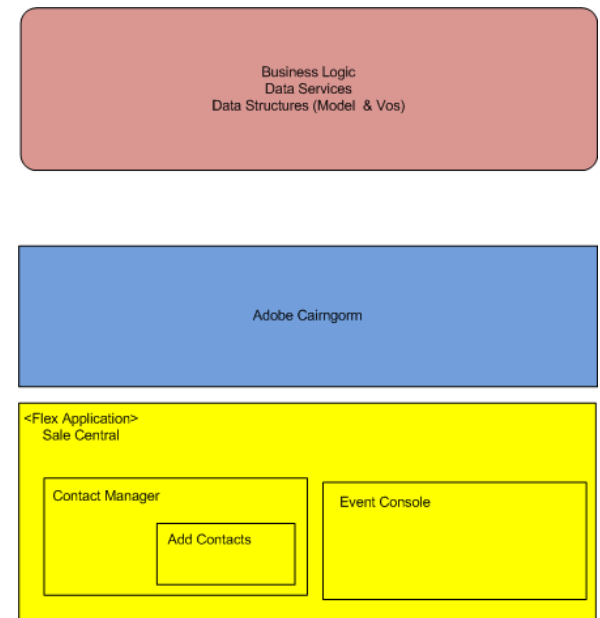 Business Logic
Data Services
Data Structures (Model & Vos)
Adobe Cairngorm
<Flex Application>
Sale Central
Contact Manager
Add Contacts
Event Console